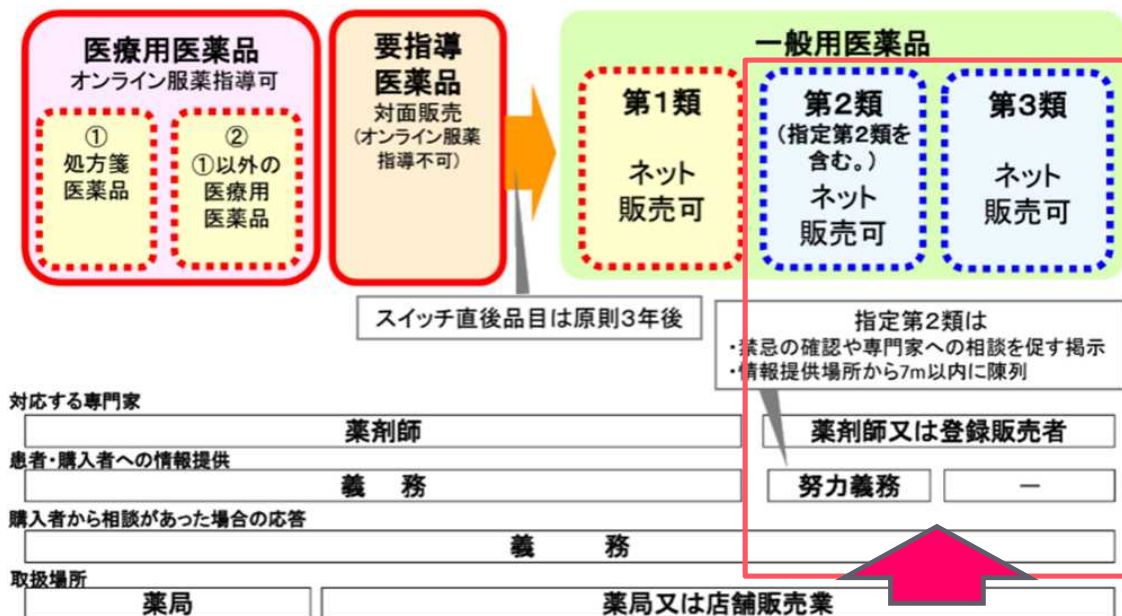 医療用医薬品
オンライン服薬指導可
①
処方箋
医薬品
②
①以外の
医療用
医薬品
要指導
医薬品
対面販売
(オンライン服薬
指導不可)
一般用医薬品
第1類
ネット
販売可
第2類
(指定第2類を
含む。)
ネット
販売可
第3類
ネット
販売可
スイッチ直後品目は原則3年後
指定第2類は
・禁忌の確認や専門家への相談を促す掲示
・情報提供場所から7m以内に陳列
対応する専門家
薬剤師
薬剤師又は登録販売者
患者・購入者への情報提供
義 務
努力義務
－
購入者から相談があった場合の応答
義 務
取扱場所
薬局
薬局又は店舗販売業